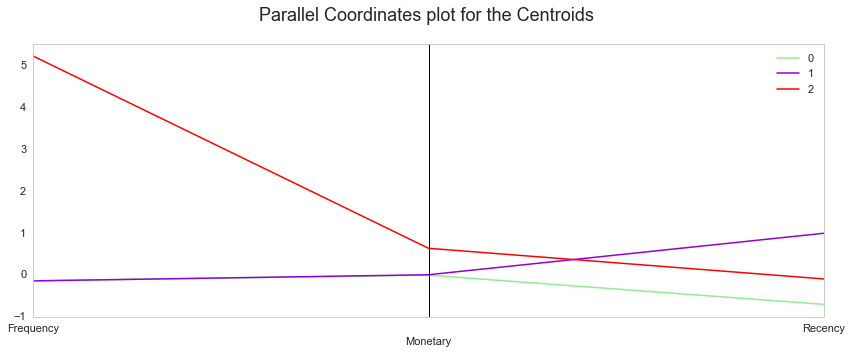 Parallel Coordinates plot for the Centroids
0
1
2
5
4
3
2
1
0
−1
Frequency
Recency
Monetary